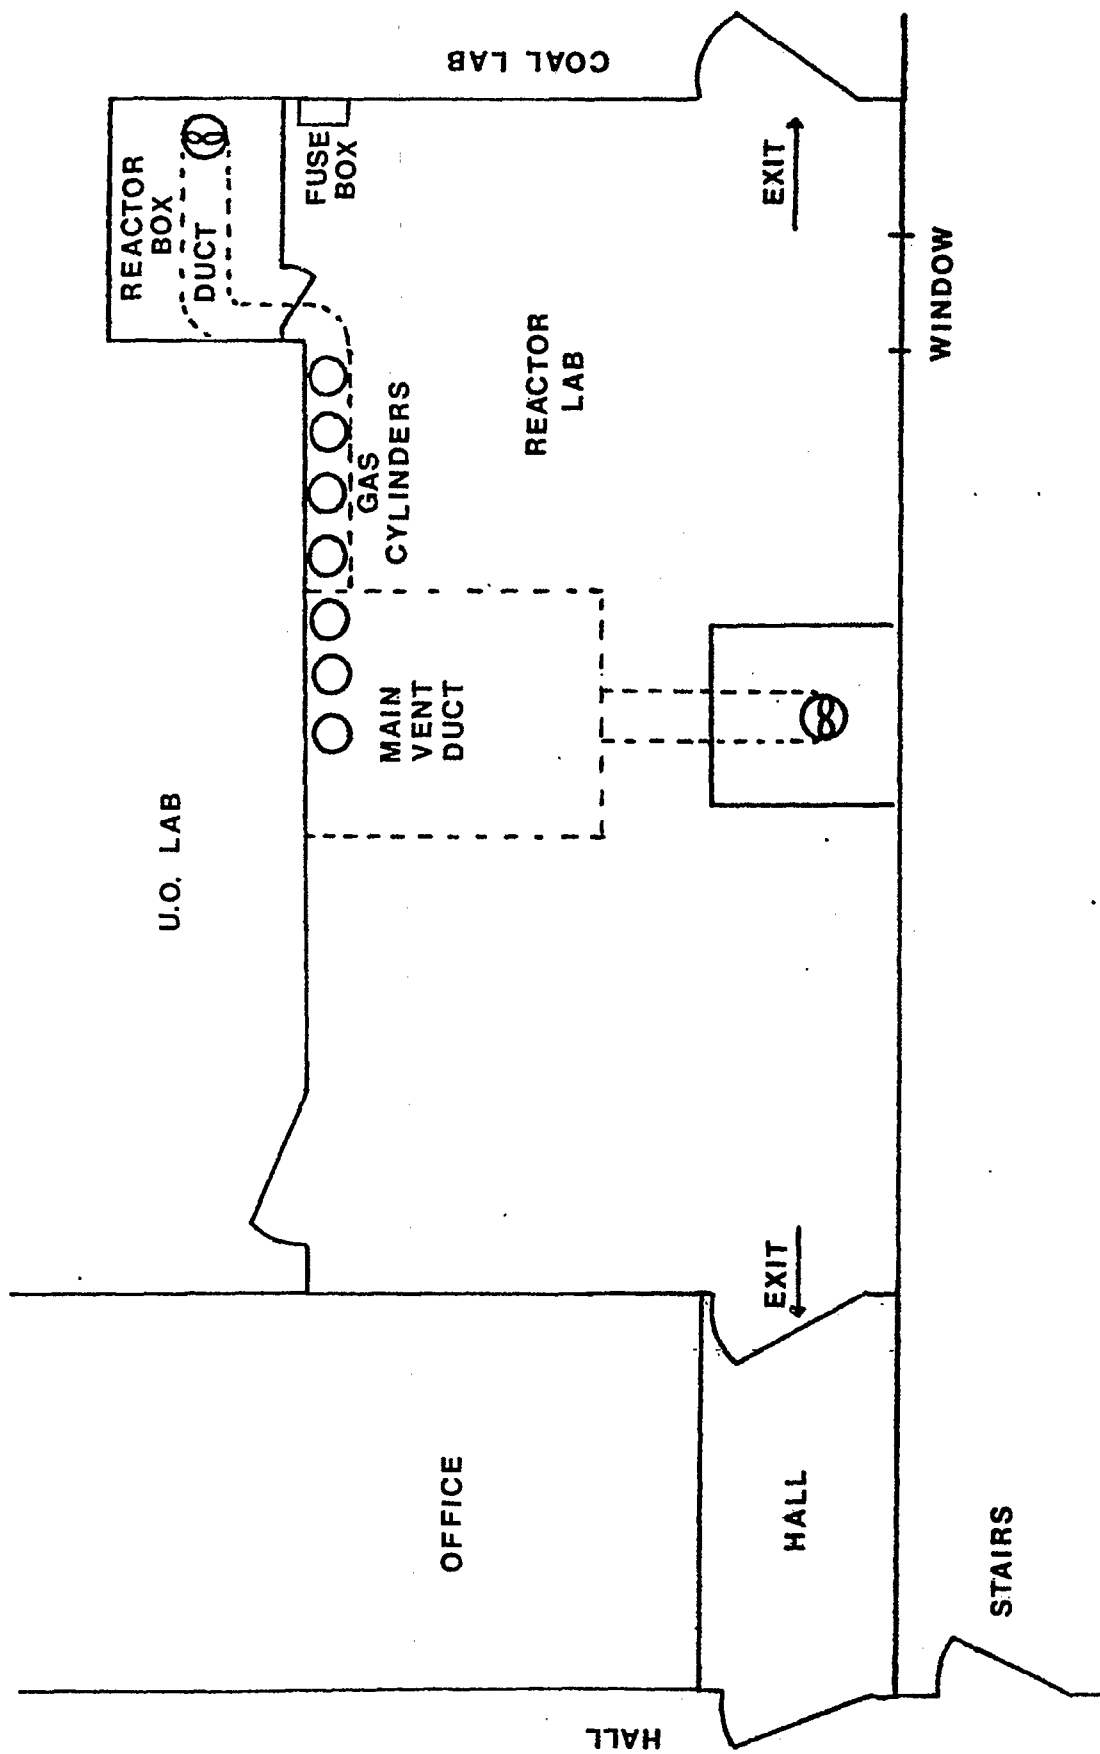 COAL LAB
REACTOR
BOX
DUCT
FUSE
BOX
EXIT
WINDOW
REACTOR
LAB
GAS
CYLINDERS
MAIN
VENT
DUCT
U.O. LAB
EXIT
OFFICE
HALL
STAIRS
HALL